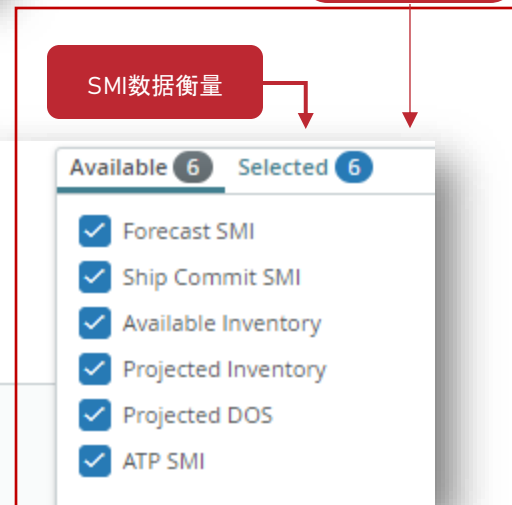 SMI数据衡量
Available 6 Selected 6
Forecast SMI
Ship Commit SMI
Available Inventory
Projected Inventory
Projected DOS
ATP SMI